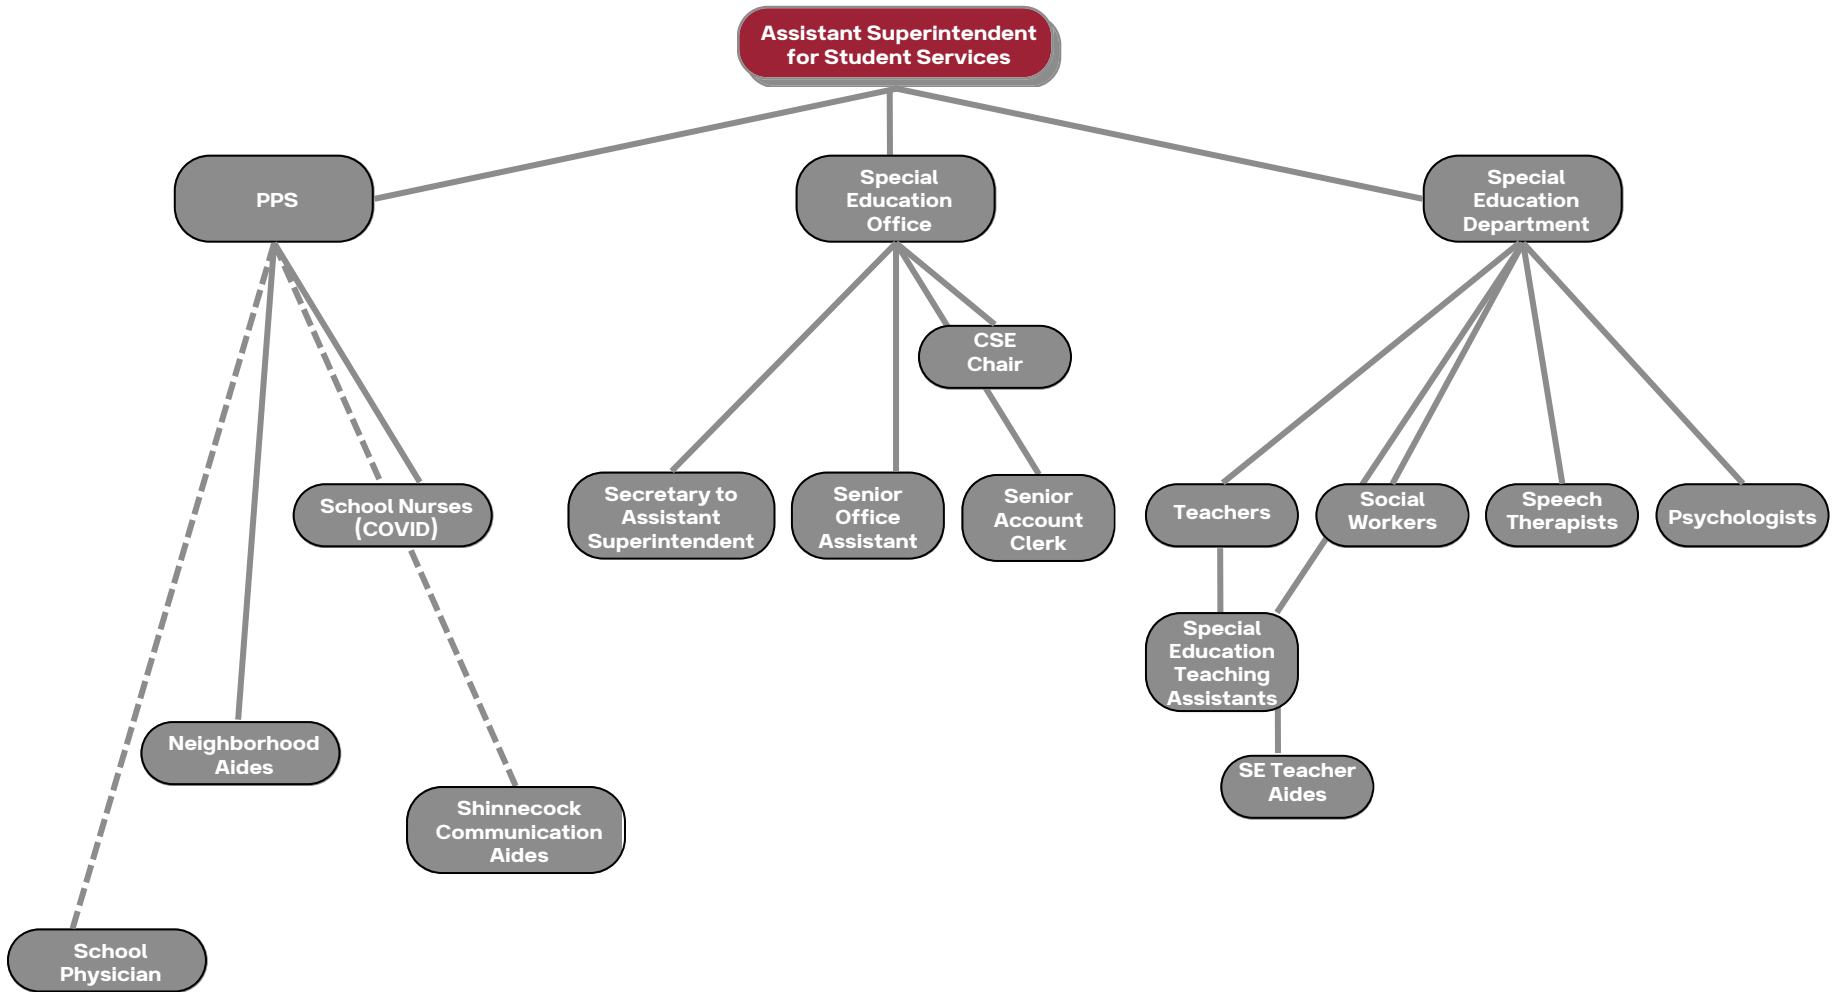 Assistant Superintendent
for Student Services
PPS
Special
Education
Office
Special
Education
Department
CSE
Chair
School Nurses
(COVID)
Secretary to
Assistant
Superintendent
Senior
Office
Assistant
Senior
Account
Clerk
Teachers
Social
Workers
Speech
Therapists
Psychologists
Special
Education
Teaching
Assistants
Neighborhood
Aides
SE Teacher
Aides
Shinnecock
Communication
Aides
School
Physician